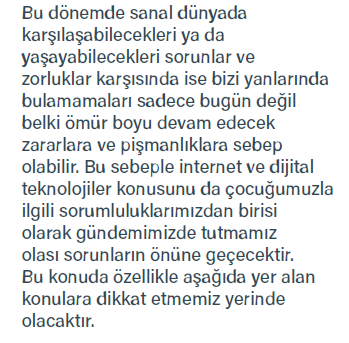 Bu dönemde sanal dünyada
karşılaşabilecekleri ya da
yaşayabilecekleri sorunlar ve
zorluklar karşısında ise bizi yanlarında
bulamamaları sadece bugün değil
belki ömür boyu devam edecek
zararlara ve pişmanlıklara sebep
olabilir. Bu sebeple internet ve dijital
teknolojiler konusunu da çocuğumuzla
ilgili sorumluluklarımızdan birisi
olarak gündemimizde tutmamız
olası sorunların önüne geçecektir.
Bu konuda özellikle aşağıda yer alan
konulara dikkat etmemiz yerinde
olacaktır.